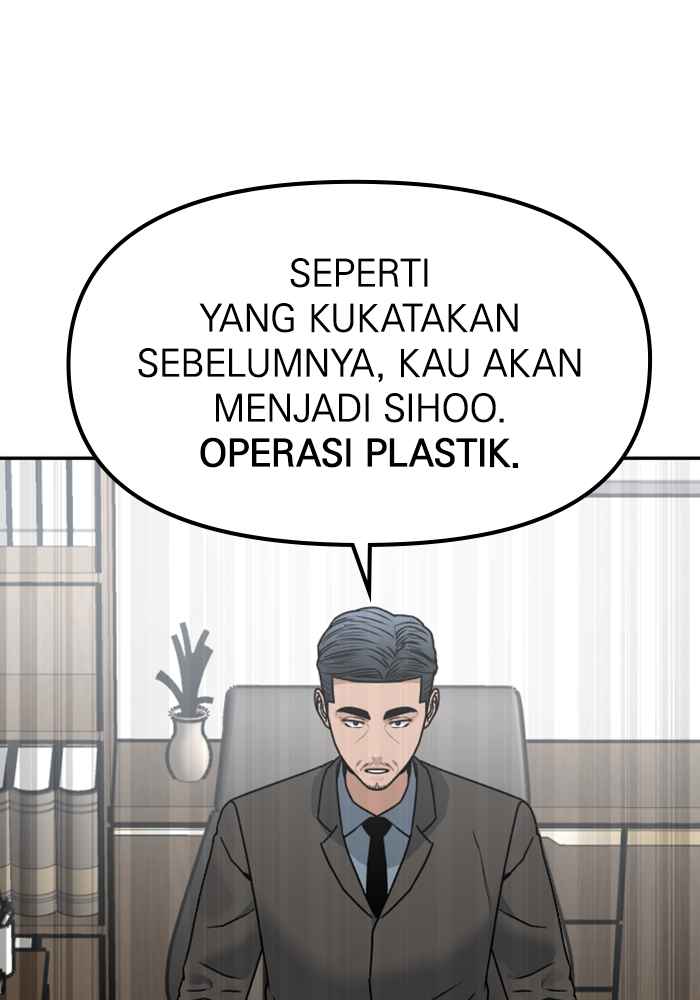 SEPERTI
YANG KUKATAKAN
SEBELUMNYA, KAU AKAN
MENJADI SIHOO.
OPERASI PLASTIK.